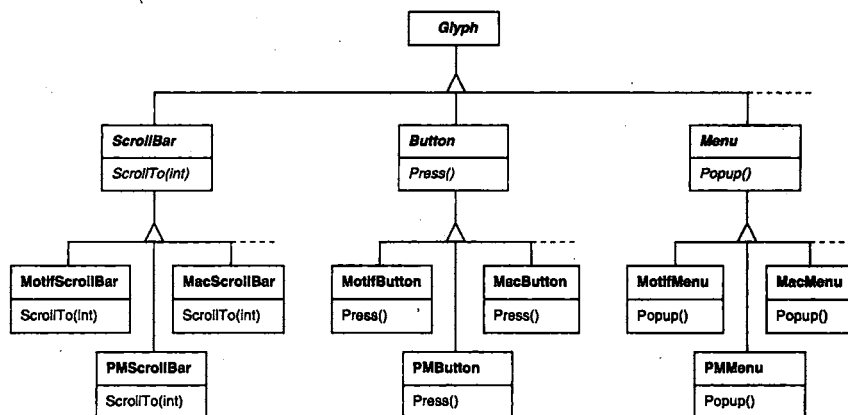 Glyph
ScrollBar
ScrollTo(int)
Button
Press()
Menu
Popup()
MotifScrollBar
ScrollTo(int)
MacScrollBar
ScrollTo(int)
PMScrollBar
ScrollTo(int)
MotifButton
Press()
MacButton
Press()
PMButton
Press()
MotifMenu
Popup()
MacMenu
Popup()
PMMenu
Popup()